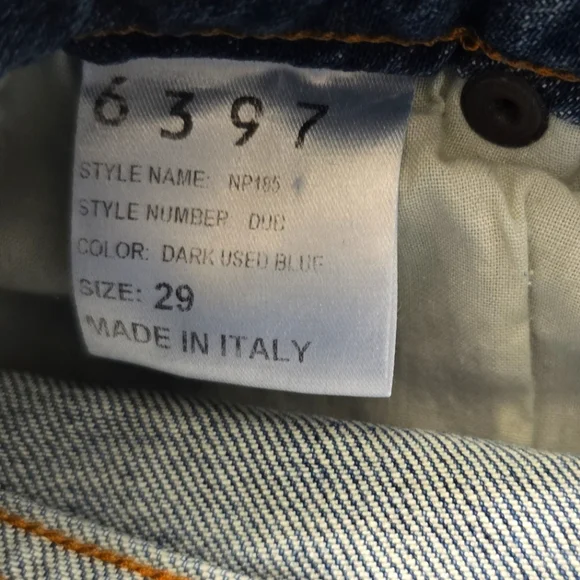 6397
STYLE NAME: NP185
STYLE NUMBER DUB
COLOR: DARK USED BLUE
SIZE: 29
MADE IN ITALY